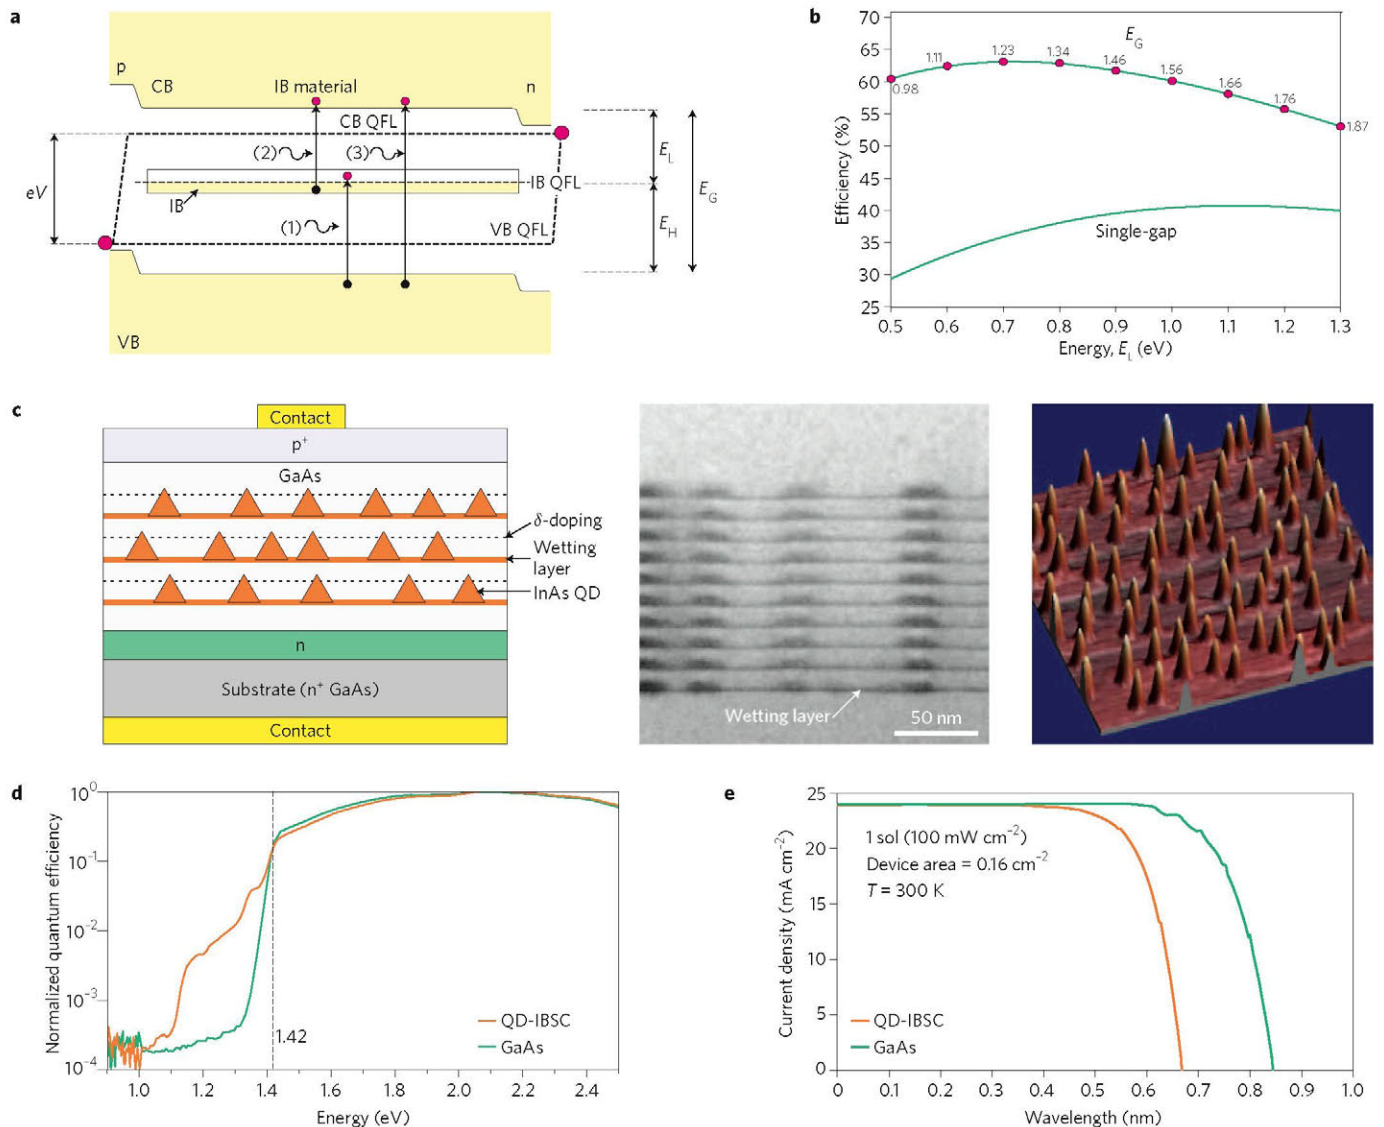 a
p
CB
IB material
n
CB QFL
(2)
(3)
E_L
eV
IB QFL
E_G
IB
(1)
VB QFL
E_H
VB
b
Efficiency (%)
70
65
60
55
50
45
40
35
30
25
E_G
0.98
1.11
1.23
1.34
1.46
1.56
1.66
1.76
1.87
Single-gap
0.5 0.6 0.7 0.8 0.9 1.0 1.1 1.2 1.3
Energy, E_L (eV)
c
Contact
p⁺
GaAs
δ-doping
Wetting
layer
InAs QD
n
Substrate (n⁺ GaAs)
Contact
Wetting layer
50 nm
d
Normalized quantum efficiency
10⁰
10⁻¹
10⁻²
10⁻³
10⁻⁴
1.42
QD-IBSC
GaAs
1.0 1.2 1.4 1.6 1.8 2.0 2.2 2.4
Energy (eV)
e
Current density (mA cm⁻²)
25
20
15
10
5
0
1 sol (100 mW cm⁻²)
Device area = 0.16 cm⁻²
T = 300 K
QD-IBSC
GaAs
0 0.1 0.2 0.3 0.4 0.5 0.6 0.7 0.8 0.9 1.0
Wavelength (nm)